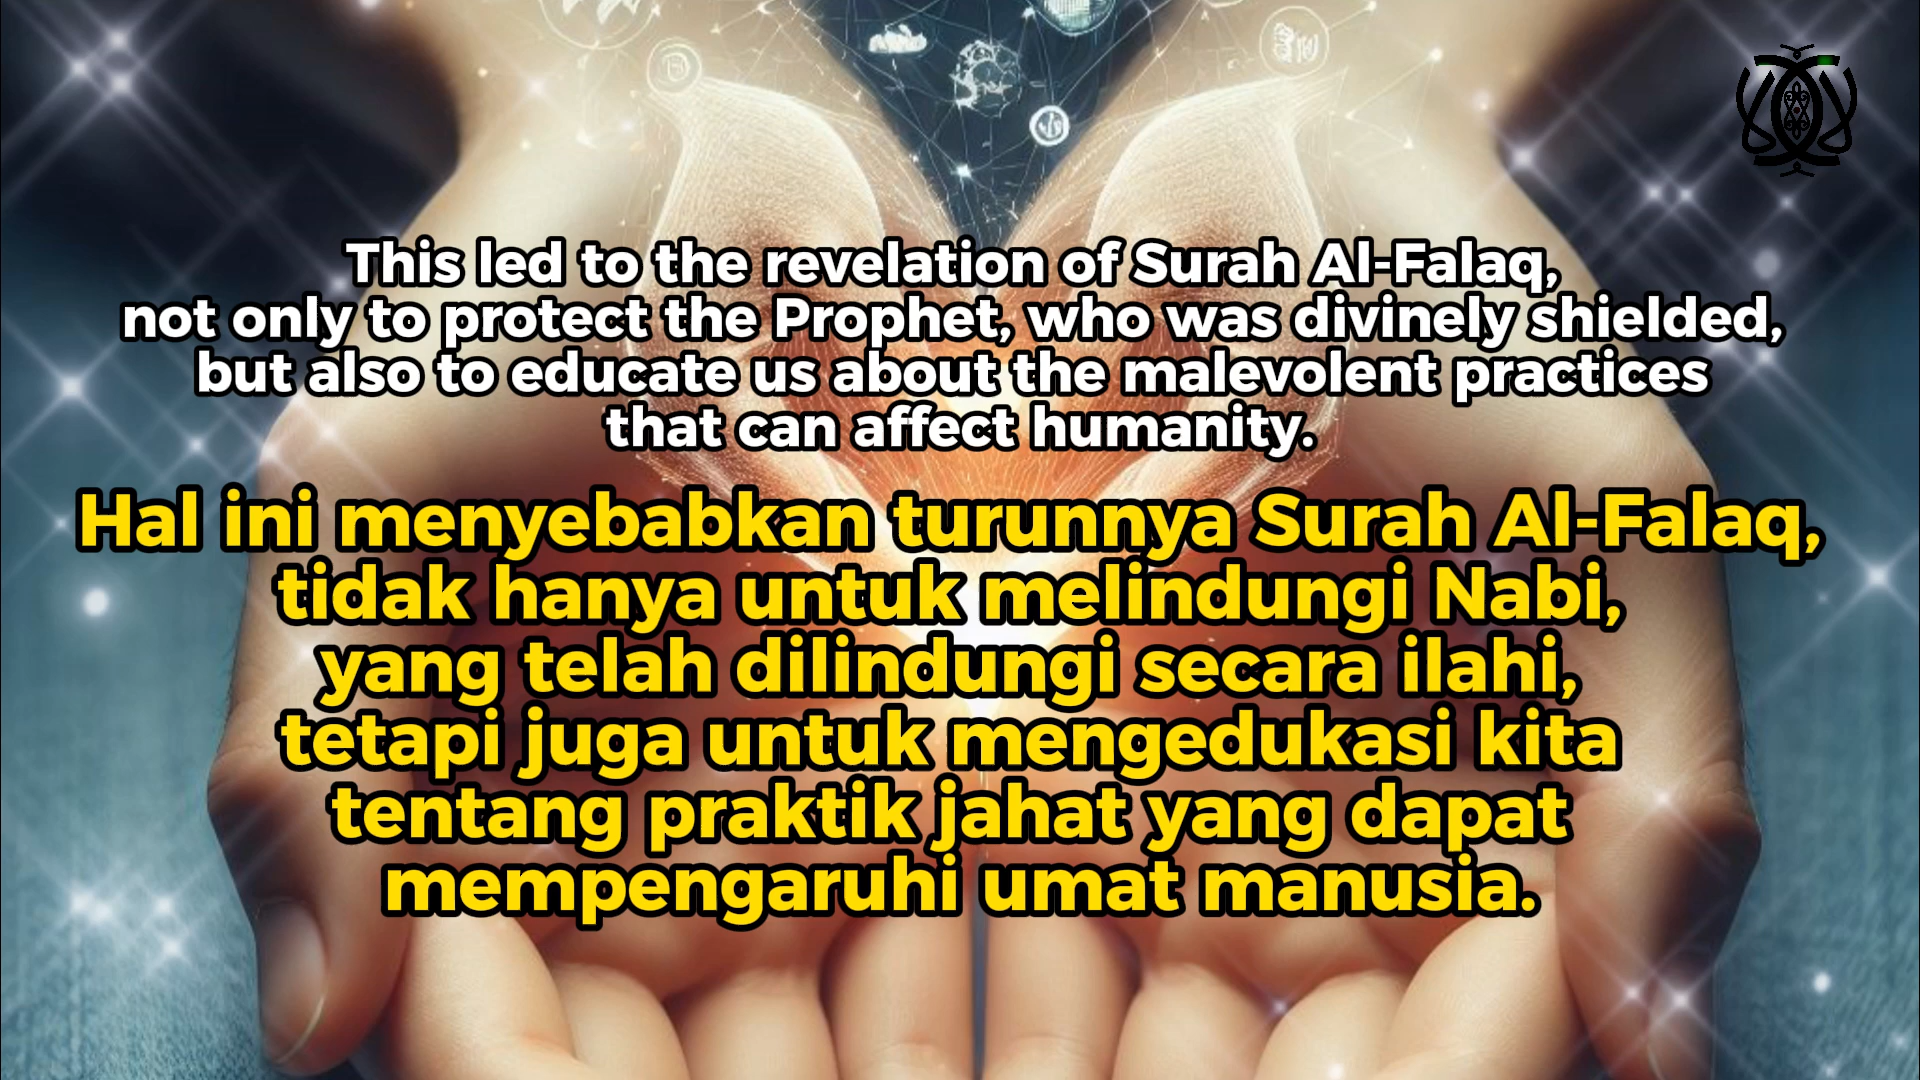 This led to the revelation of Surah Al-Falaq,
not only to protect the Prophet, who was divinely shielded,
but also to educate us about the malevolent practices
that can affect humanity.
Hal ini menyebabkan turunnya Surah Al-Falaq,
tidak hanya untuk melindungi Nabi,
yang telah dilindungi secara ilahi,
tetapi juga untuk mengedukasi kita
tentang praktik jahat yang dapat
mempengaruhi umat manusia.